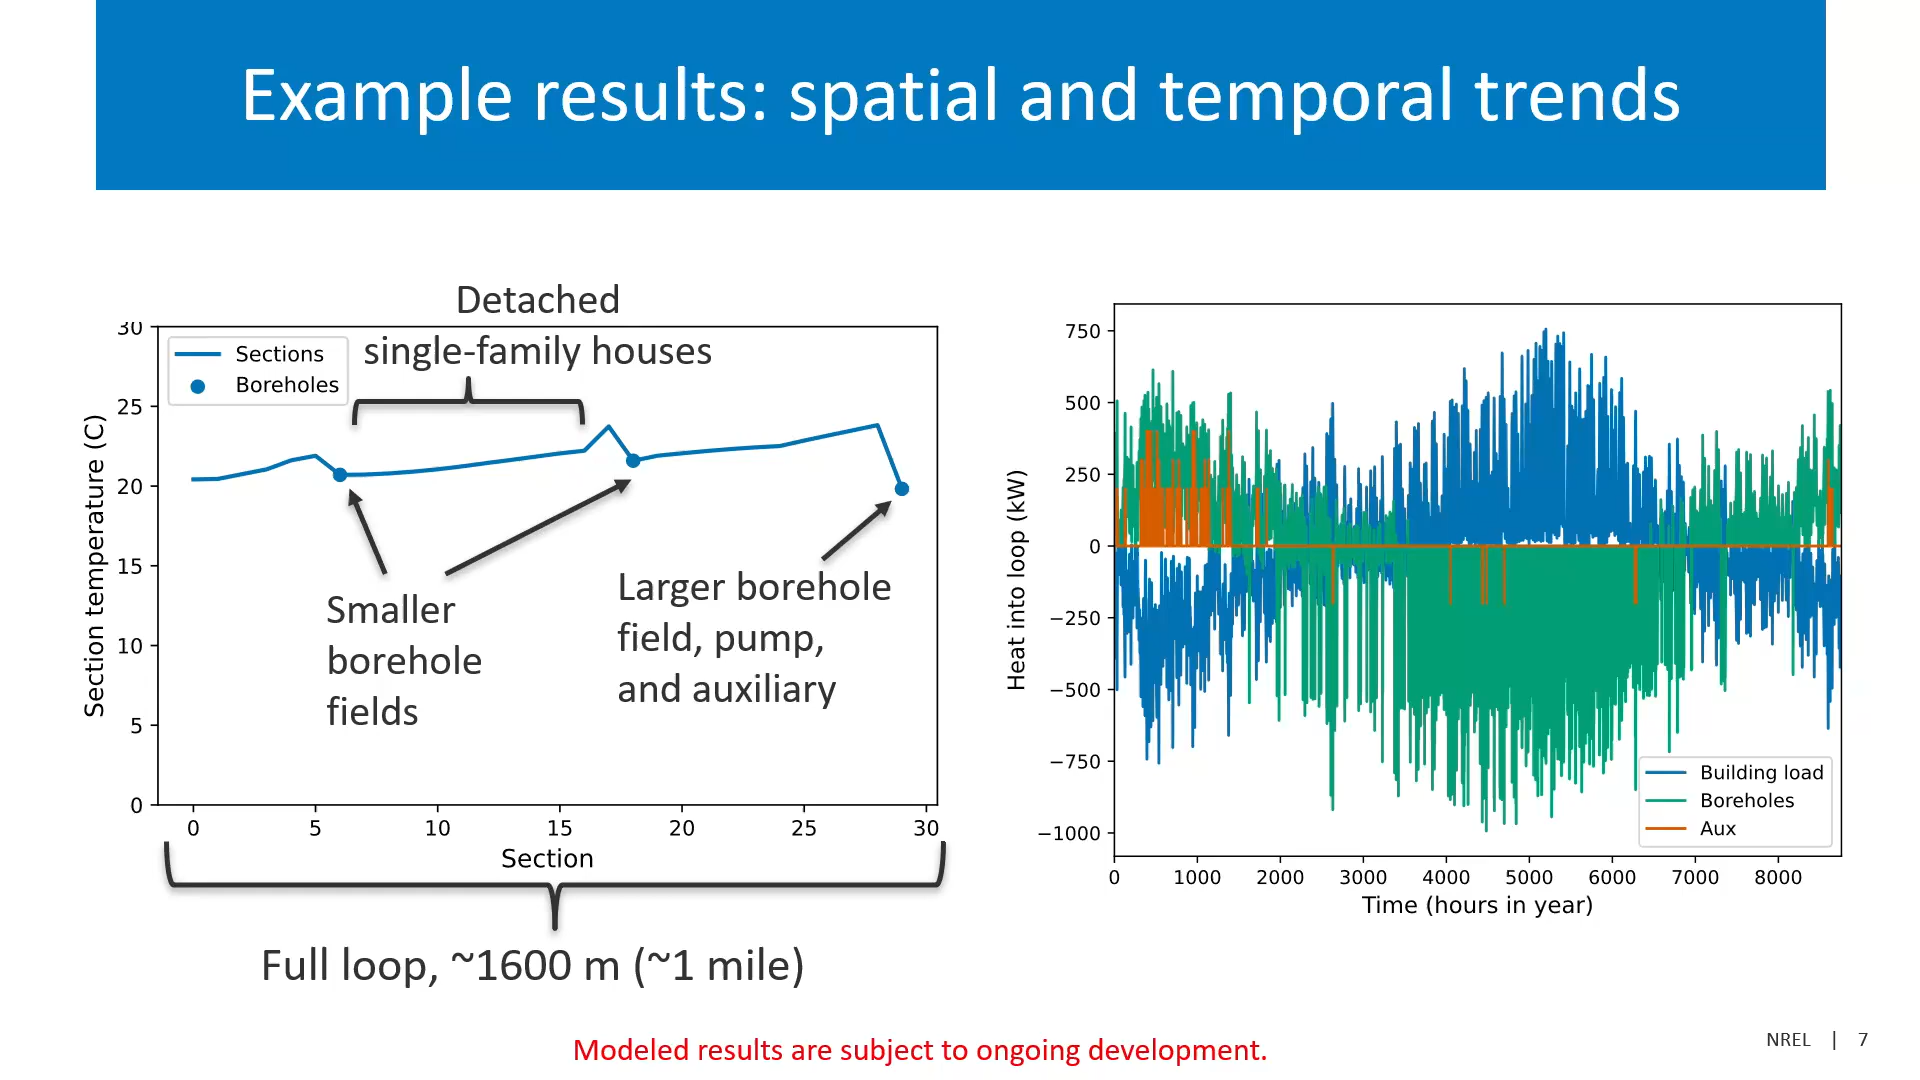 Example results: spatial and temporal trends
Detached
single-family houses
Sections
Boreholes
30
25
20
15
10
5
0
Section temperature (C)
0 5 10 15 20 25 30
Section
Smaller
borehole
fields
Larger borehole
field, pump,
and auxiliary
Full loop, ~1600 m (~1 mile)
750
500
250
0
−250
−500
−750
−1000
Heat into loop (kW)
Building load
Boreholes
Aux
0 1000 2000 3000 4000 5000 6000 7000 8000
Time (hours in year)
Modeled results are subject to ongoing development.
NREL | 7